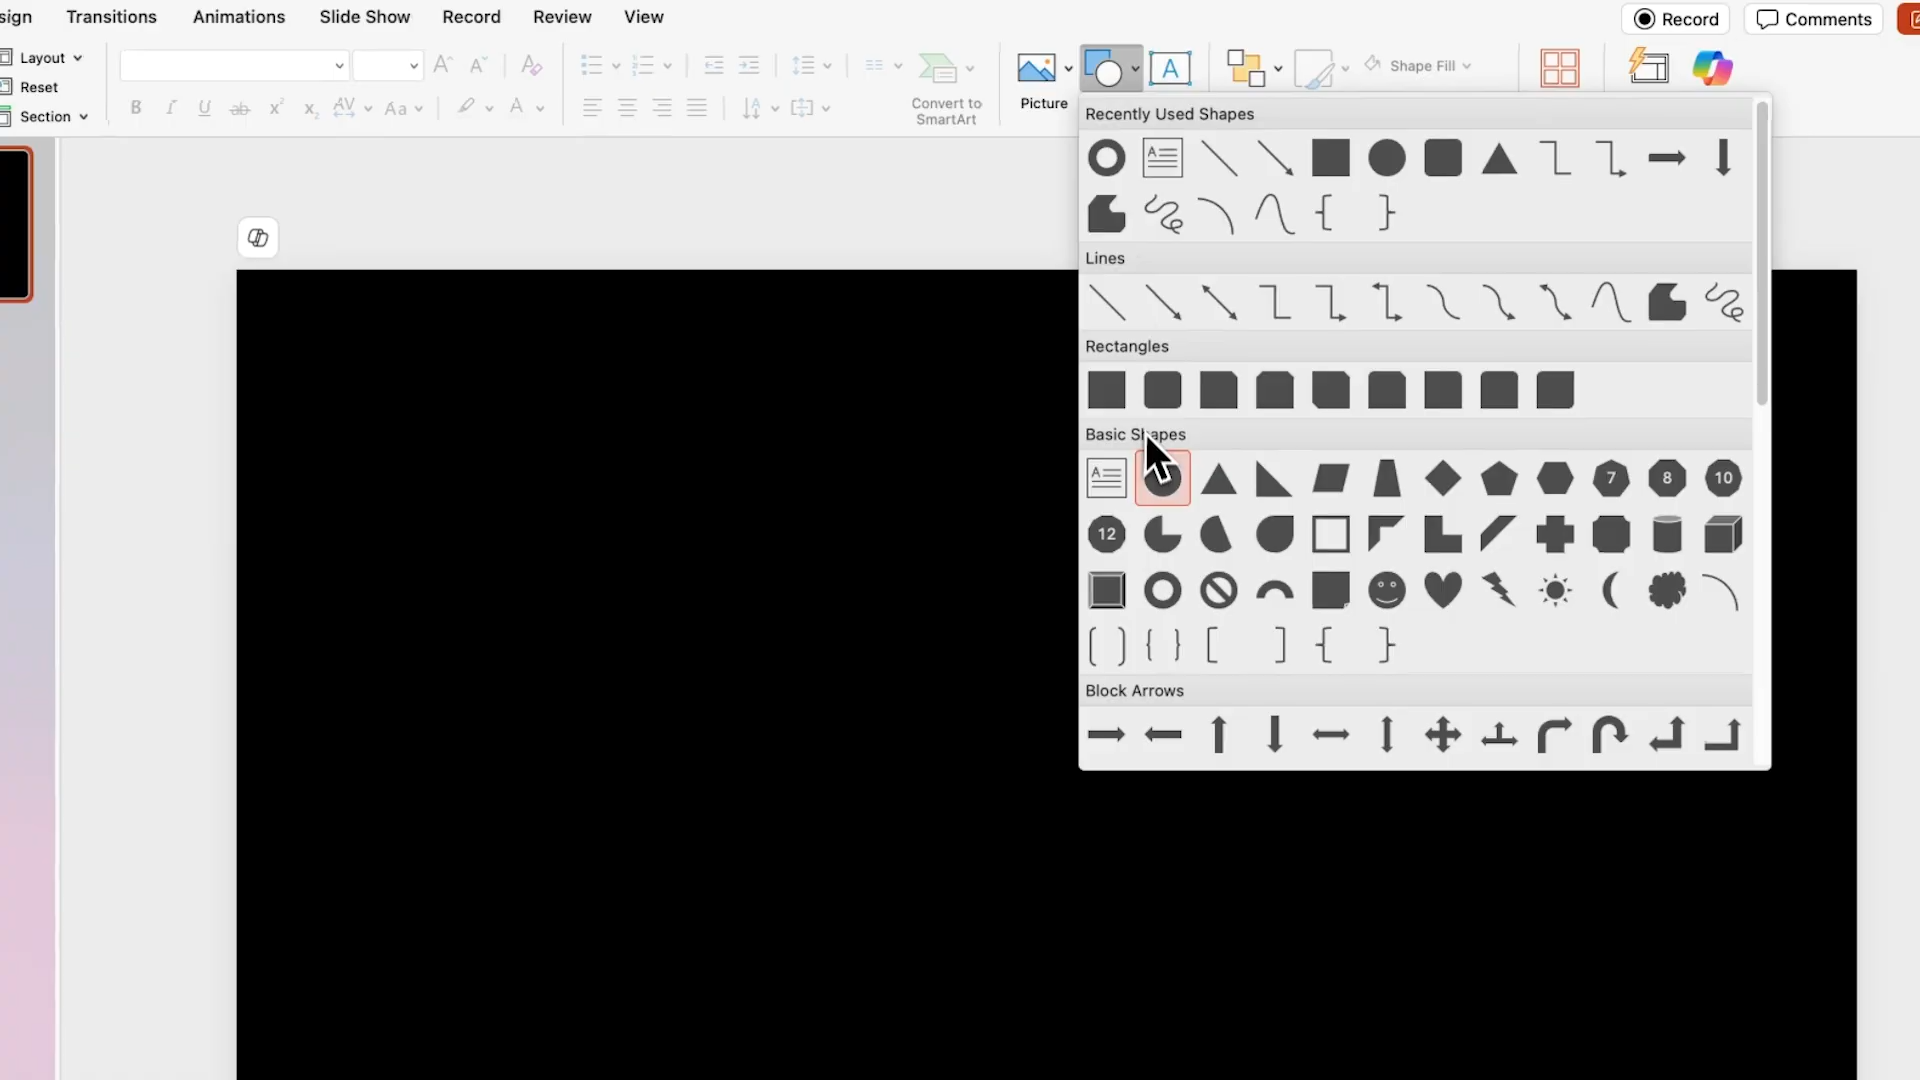 sign Transitions Animations Slide Show Record Review View Record Comments
Layout
Reset
Section
Convert to
SmartArt
Picture
Shape Fill
Recently Used Shapes
Lines
Rectangles
Basic Shapes
7 8 10
12
Block Arrows